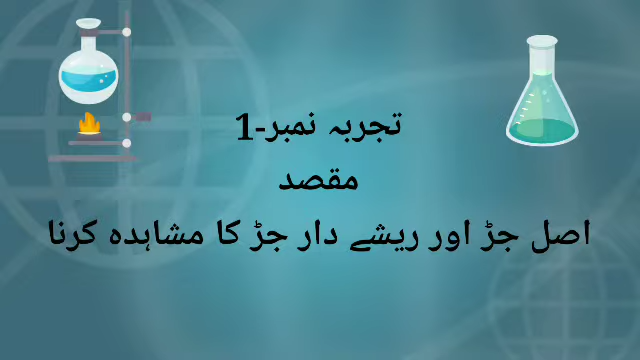 تجربہ نمبر-1
مقصد
اصل جڑ اور ریشے دار جڑ کا مشاہدہ کرنا